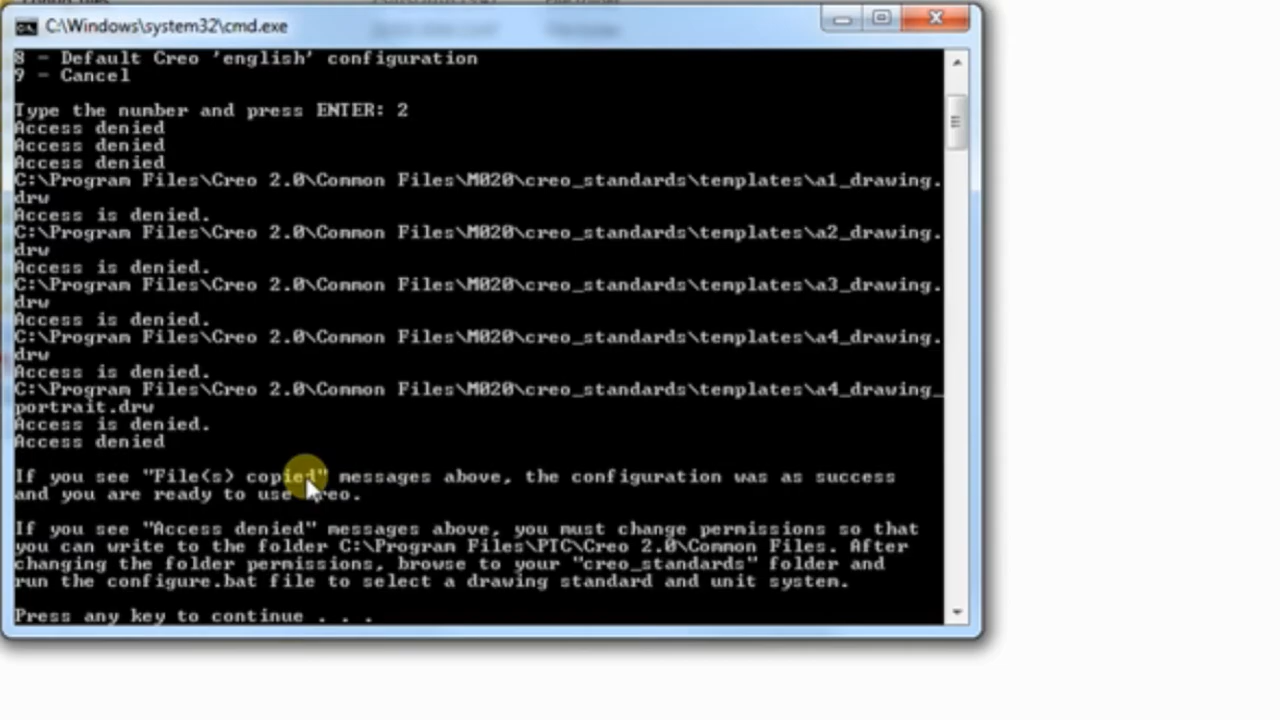 C:\Windows\system32\cmd.exe
8 - Default Creo 'english' configuration
9 - Cancel
Type the number and press ENTER: 2
Access denied
Access denied
Access denied
C:\Program Files\Creo 2.0\Common Files\M020\creo_standards\templates\a1_drawing.
drw
Access is denied.
C:\Program Files\Creo 2.0\Common Files\M020\creo_standards\templates\a2_drawing.
drw
Access is denied.
C:\Program Files\Creo 2.0\Common Files\M020\creo_standards\templates\a3_drawing.
drw
Access is denied.
C:\Program Files\Creo 2.0\Common Files\M020\creo_standards\templates\a4_drawing.
drw
Access is denied.
C:\Program Files\Creo 2.0\Common Files\M020\creo_standards\templates\a4_drawing_
portrait.drw
Access is denied.
Access denied
If you see "File(s) copied" messages above, the configuration was as success
and you are ready to use Creo.
If you see "Access denied" messages above, you must change permissions so that
you can write to the folder C:\Program Files\PTC\Creo 2.0\Common Files. After
changing the folder permissions, browse to your "creo_standards" folder and
run the configure.bat file to select a drawing standard and unit system.
Press any key to continue . . .